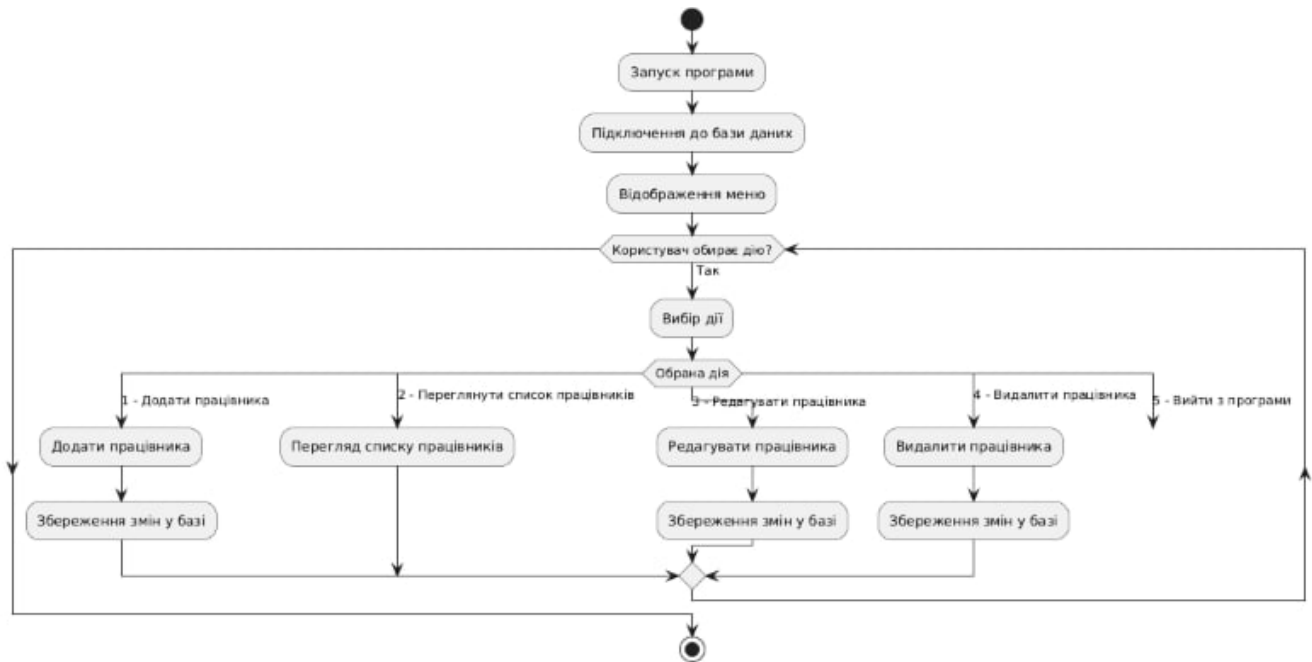 Запуск програми
Підключення до бази даних
Відображення меню
Користувач обирає дію?
Так
Вибір дії
Обрана дія
1 - Додати працівника
2 - Переглянути список працівників
3 - Редагувати працівника
4 - Видалити працівника
5 - Вийти з програми
Додати працівника
Перегляд списку працівників
Редагувати працівника
Видалити працівника
Збереження змін у базі
Збереження змін у базі
Збереження змін у базі